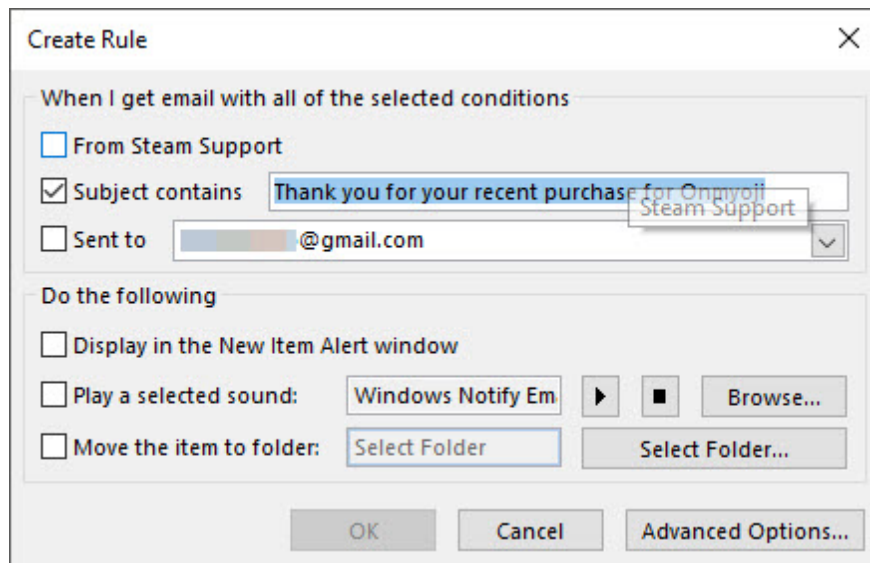 Create Rule
When I get email with all of the selected conditions
From Steam Support
Subject contains Thank you for your recent purchase for Onmyoji
Steam Support
Sent to @gmail.com
Do the following
Display in the New Item Alert window
Play a selected sound: Windows Notify Em Browse...
Move the item to folder: Select Folder Select Folder...
OK Cancel Advanced Options...